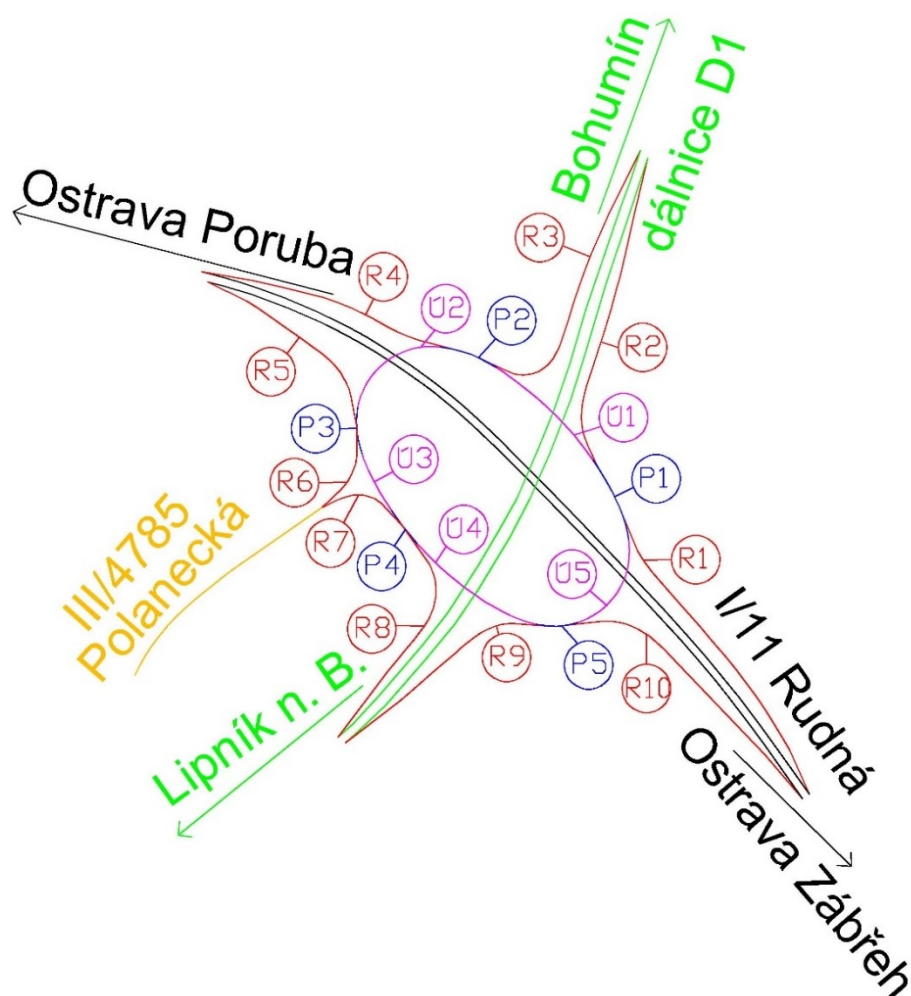 Bohumín
dálnice D1
Ostrava Poruba
R3
R4
Ú2
P2
R2
R5
Ú1
P3
Ú3
P1
R6
R7
Ú4
P4
R1
Ú5
III/4785
Polanecká
R8
R9
P5
R10
I/11 Rudná
Lipník n. B.
Ostrava Zábřeh